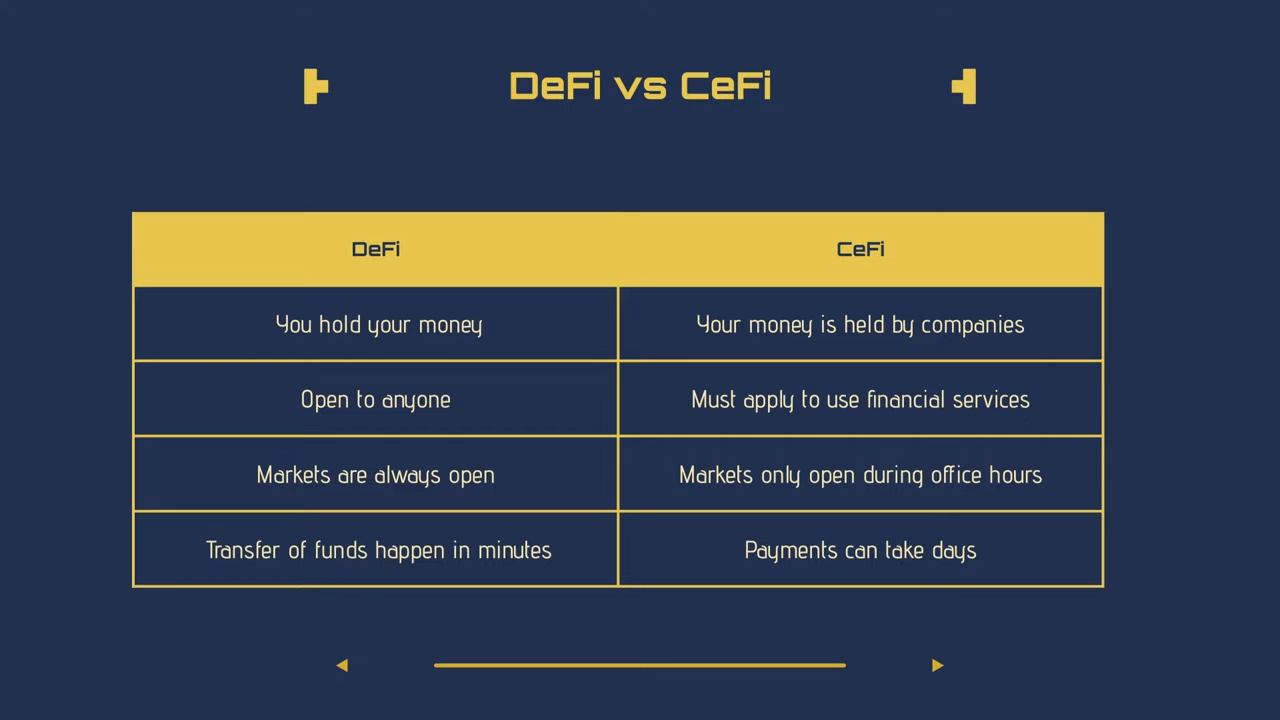 DeFi vs CeFi
DeFi
CeFi
You hold your money
Your money is held by companies
Open to anyone
Must apply to use financial services
Markets are always open
Markets only open during office hours
Transfer of funds happen in minutes
Payments can take days